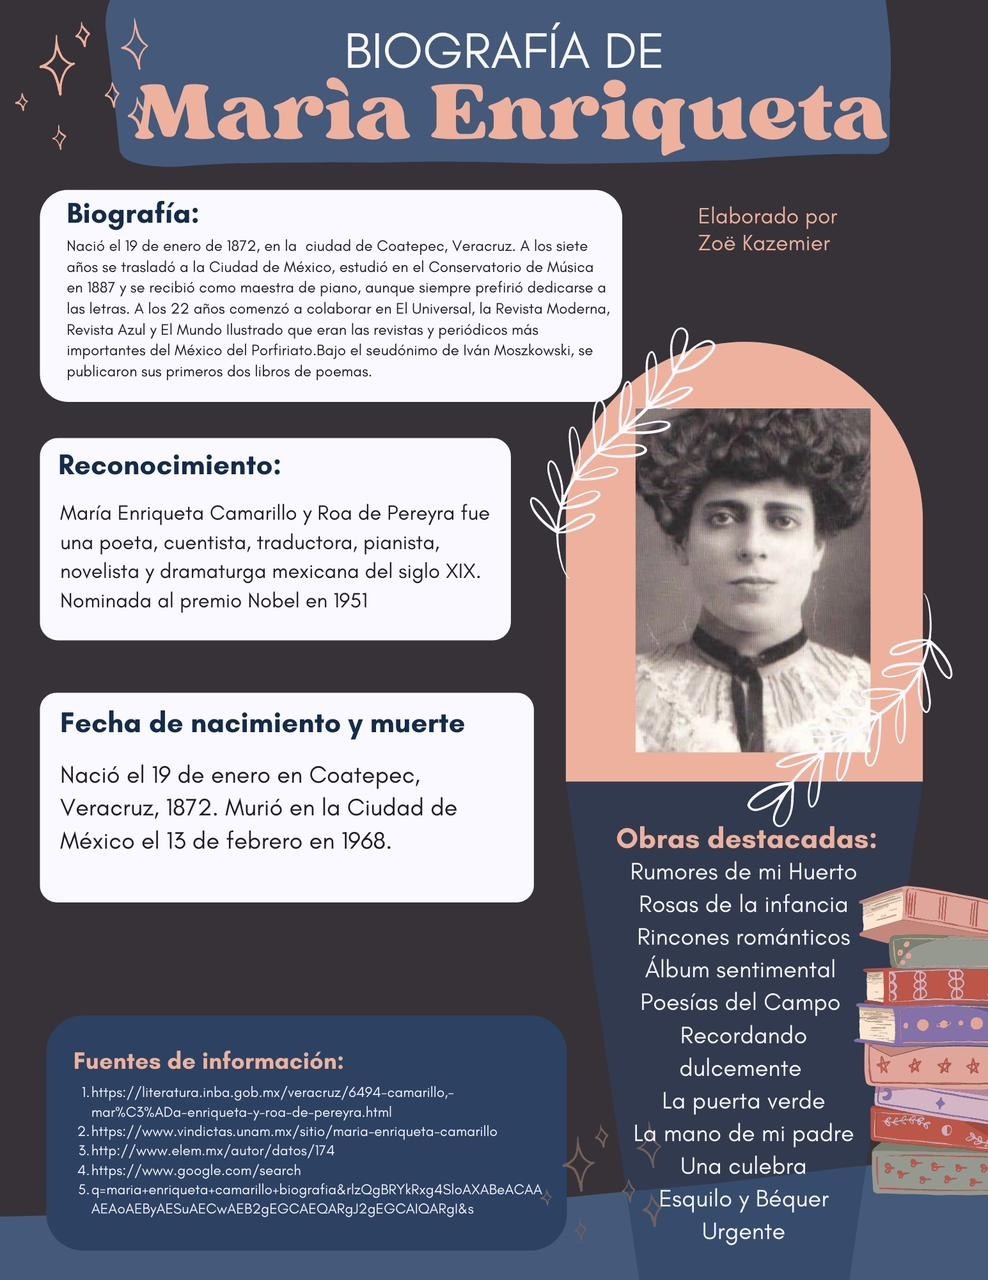 BIOGRAFÍA DE
Marìa Enriqueta
Biografía:
Nació el 19 de enero de 1872, en la  ciudad de Coatepec, Veracruz. A los siete
años se trasladó a la Ciudad de México, estudió en el Conservatorio de Música
en 1887 y se recibió como maestra de piano, aunque siempre prefirió dedicarse a
las letras. A los 22 años comenzó a colaborar en El Universal, la Revista Moderna,
Revista Azul y El Mundo Ilustrado que eran las revistas y periódicos más
importantes del México del Porfiriato.Bajo el seudónimo de Iván Moszkowski, se
publicaron sus primeros dos libros de poemas.
Elaborado por
Zoë Kazemier
Reconocimiento:
María Enriqueta Camarillo y Roa de Pereyra fue
una poeta, cuentista, traductora, pianista,
novelista y dramaturga mexicana del siglo XIX.
Nominada al premio Nobel en 1951
Fecha de nacimiento y muerte
Nació el 19 de enero en Coatepec,
Veracruz, 1872. Murió en la Ciudad de
México el 13 de febrero en 1968.
Obras destacadas:
Rumores de mi Huerto
Rosas de la infancia
Rincones románticos
Álbum sentimental
Poesías del Campo
Recordando
dulcemente
La puerta verde
La mano de mi padre
Una culebra
Esquilo y Béquer
Urgente
Fuentes de información:
1. https://literatura.inba.gob.mx/veracruz/6494-camarillo,-
mar%C3%ADa-enriqueta-y-roa-de-pereyra.html
2. https://www.vindictas.unam.mx/sitio/maria-enriqueta-camarillo
3. http://www.elem.mx/autor/datos/174
4. https://www.google.com/search
5. q=maria+enriqueta+camarillo+biografia&rlzQgBRYkRxg4SloAXABeACAA
AEAoAEByAESuAECwAEB2gEGCAEQARgJ2gEGCAIQARgI&s